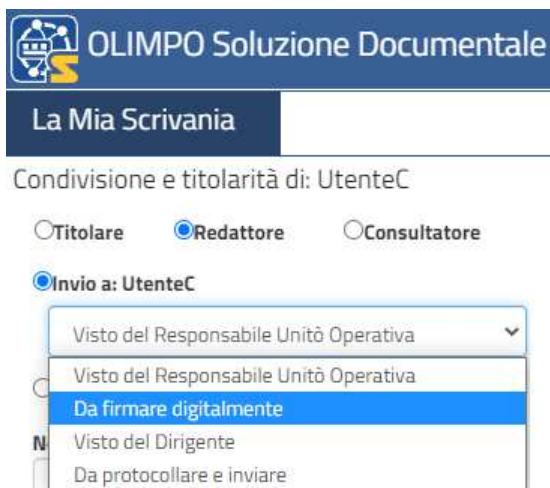 OLIMPO Soluzione Documentale
La Mia Scrivania
Condivisione e titolarità di: UtenteC
Titolare Redattore Consultatore
Invio a: UtenteC
Visto del Responsabile Unitò Operativa
Visto del Responsabile Unitò Operativa
Da firmare digitalmente
Visto del Dirigente
Da protocollare e inviare